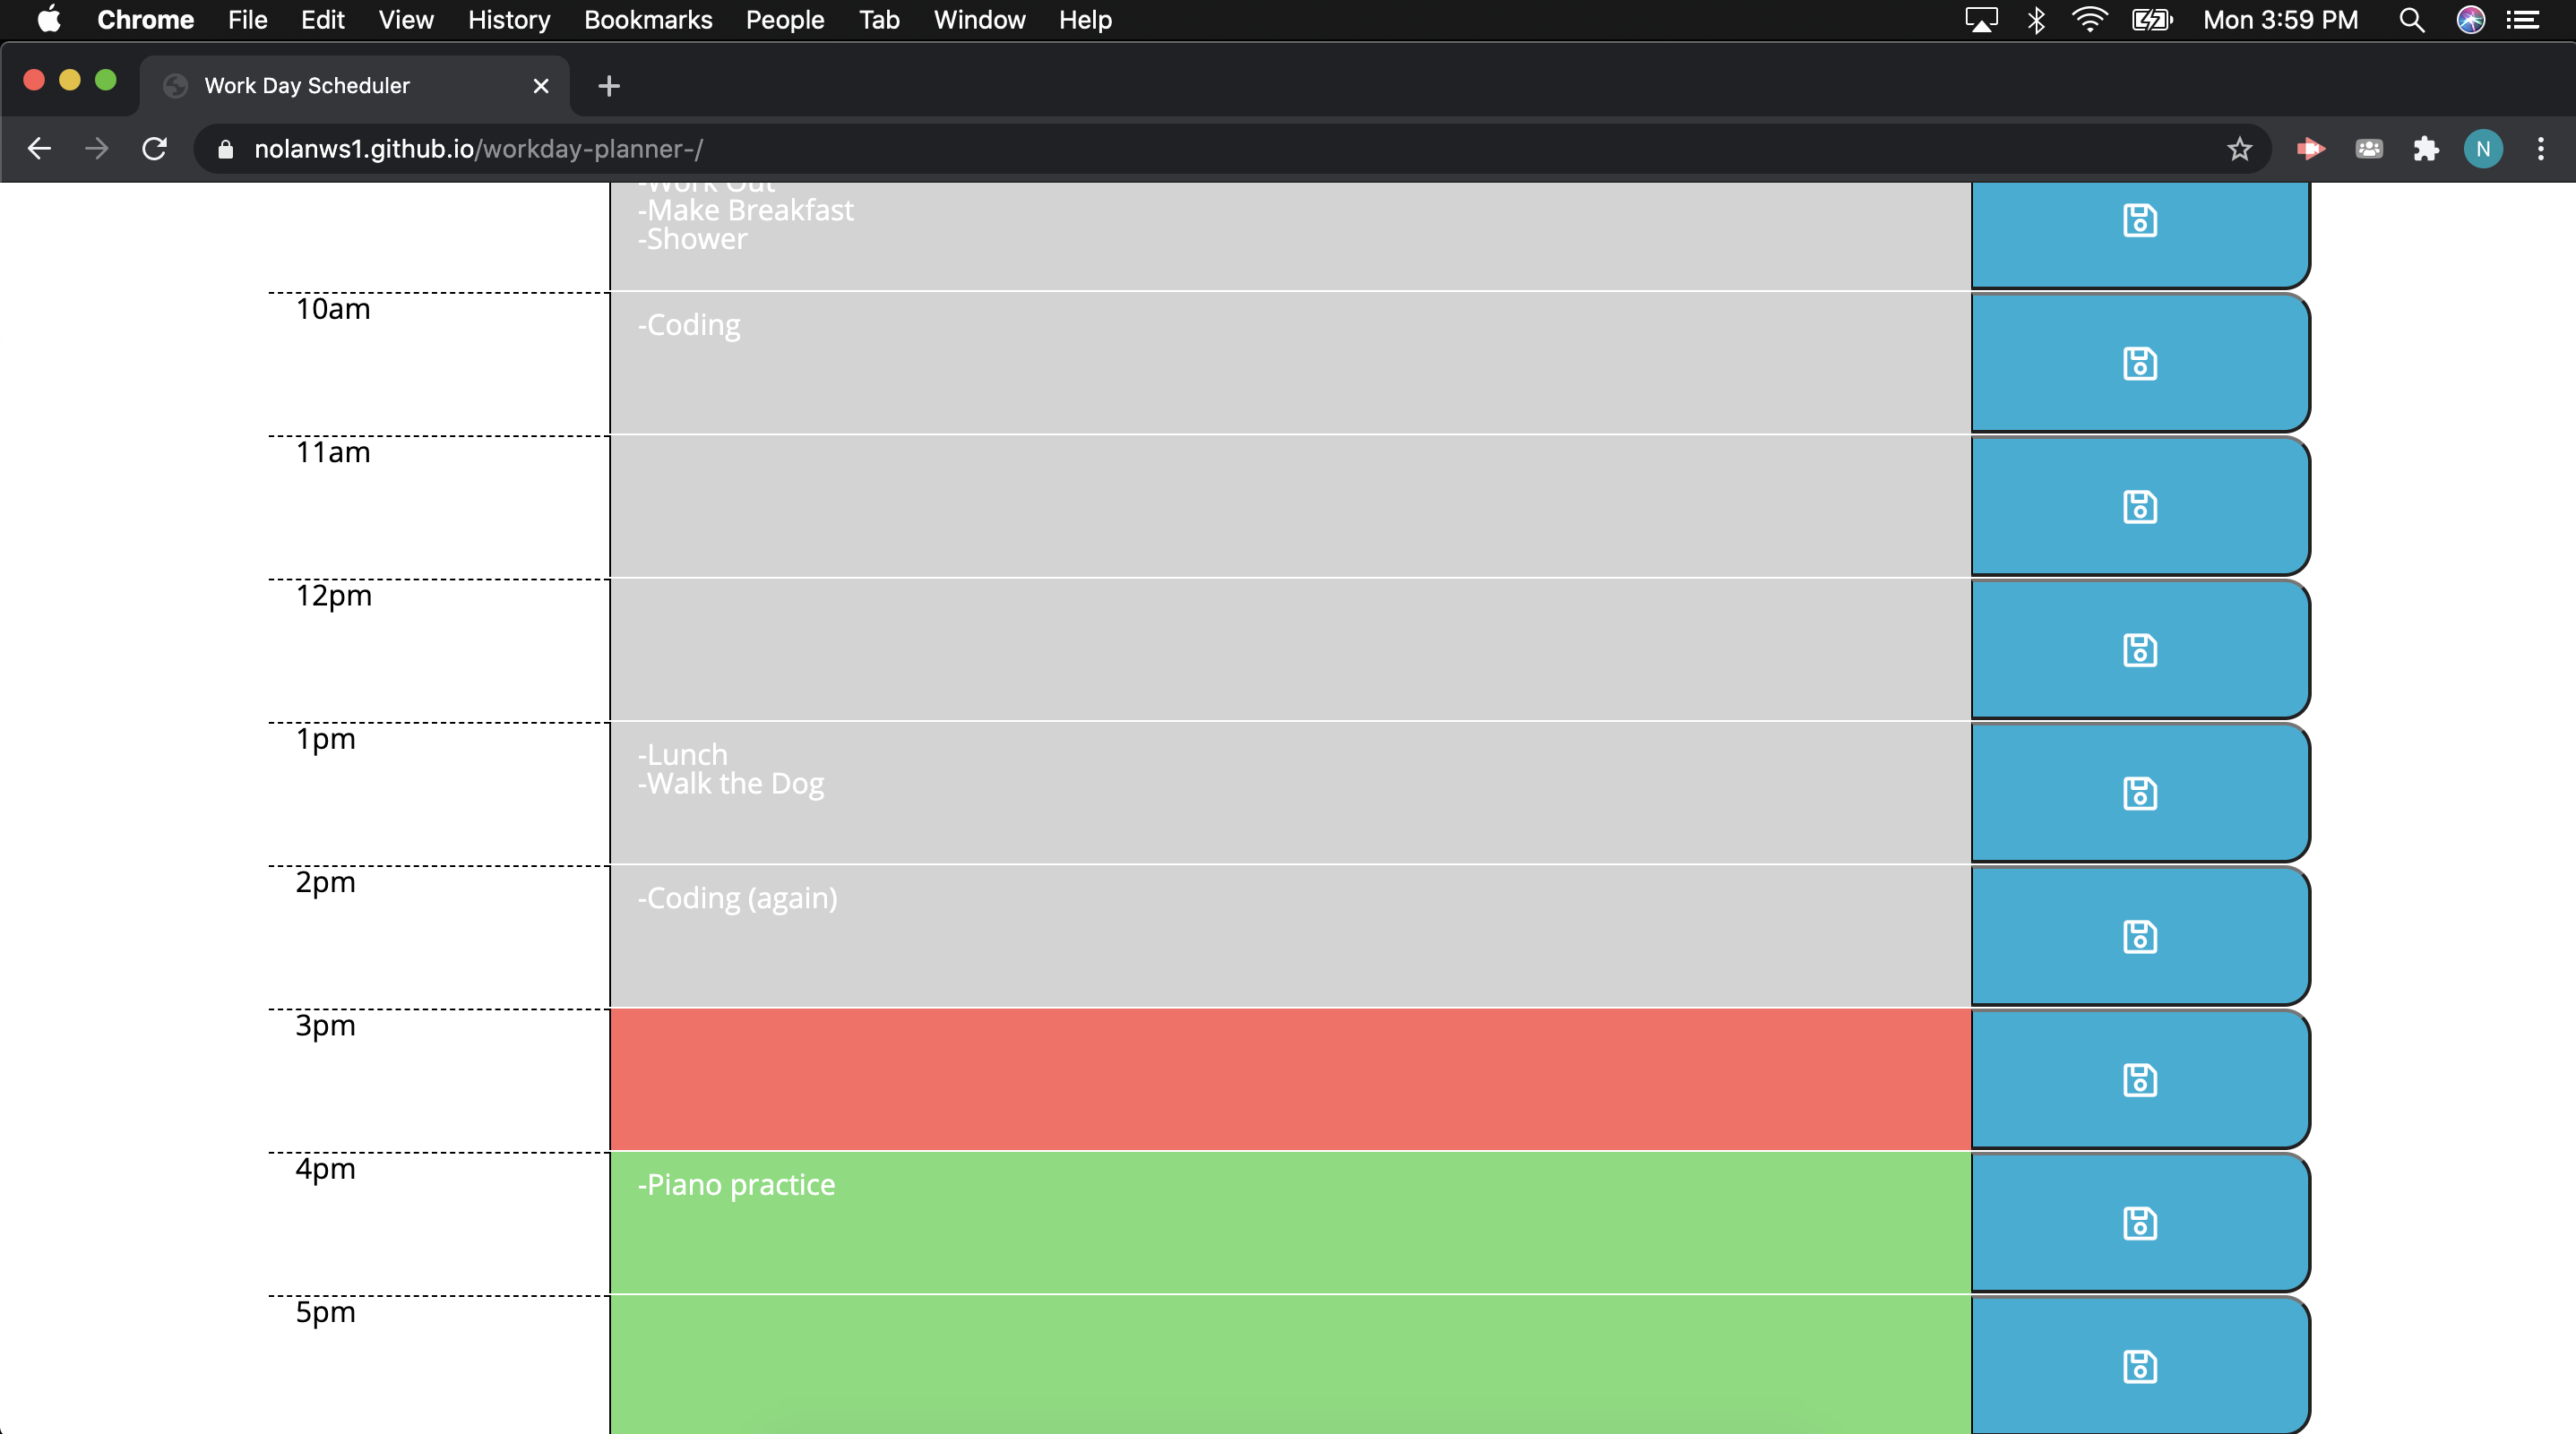 Chrome File Edit View History Bookmarks People Tab Window Help Mon 3:59 PM
Work Day Scheduler
nolanws1.github.io/workday-planner-/ N
-Work Out
-Make Breakfast
-Shower
10am
-Coding
11am
12pm
1pm
-Lunch
-Walk the Dog
2pm
-Coding (again)
3pm
4pm
-Piano practice
5pm